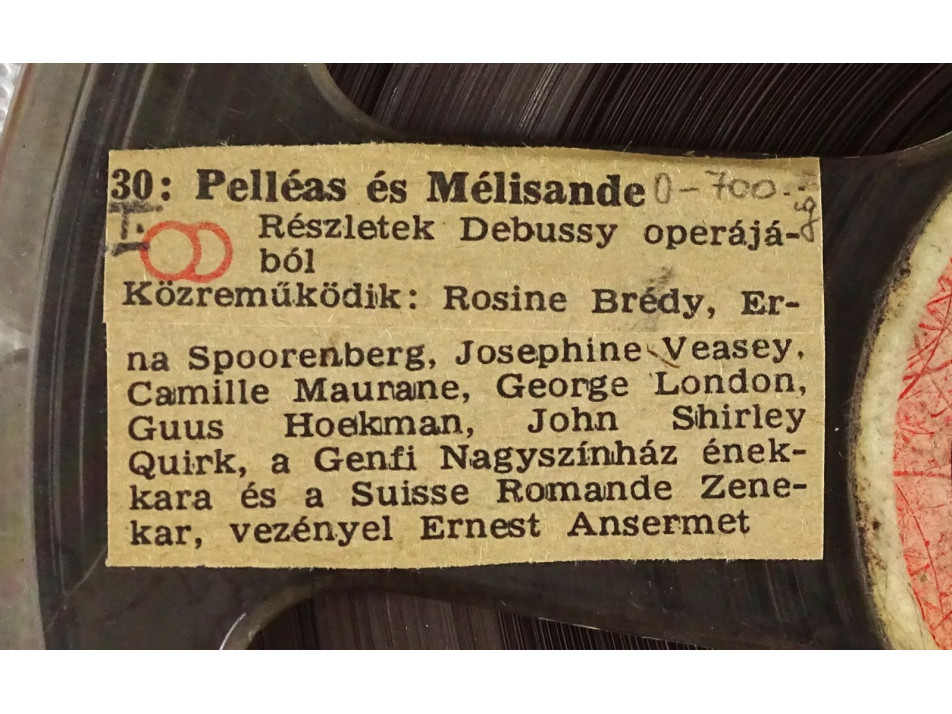 30: Pelléas és Mélisande 0-700-ig
I. Részletek Debussy operájá-
ból
Közreműködik: Rosine Brédy, Er-
na Spoorenberg, Josephine Veasey,
Camille Maurane, George London,
Guus Hoekman, John Shirley
Quirk, a Genfi Nagyszínház ének-
kara és a Suisse Romande Zene-
kar, vezényel Ernest Ansermet